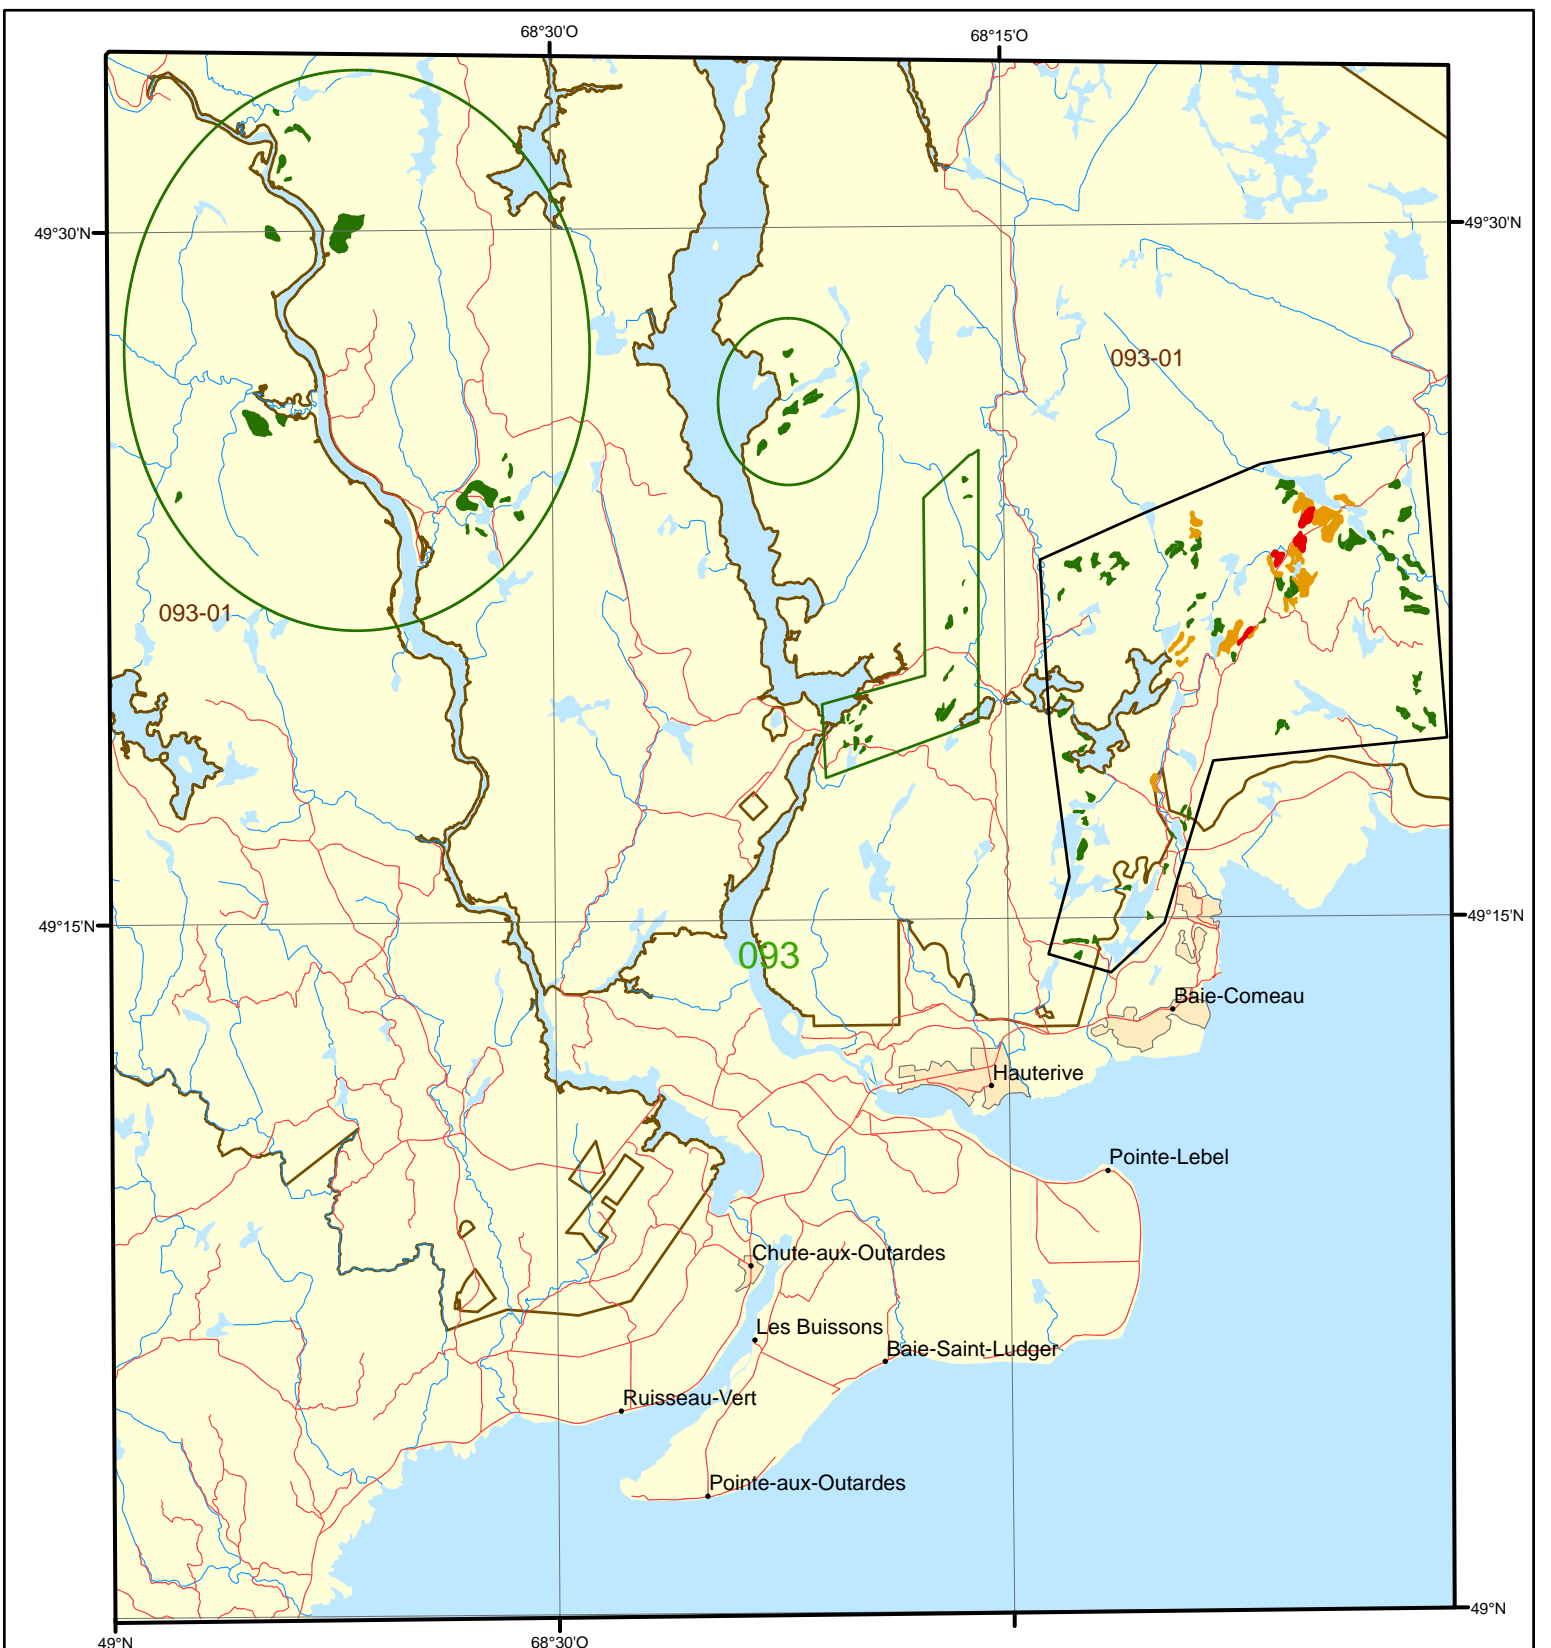 68°30'O
68°15'O
49°30'N
49°30'N
093-01
093-01
49°15'N
49°15'N
093
Baie-Comeau
Hauterive
Pointe-Lebel
Chute-aux-Outardes
Les Buissons
Baie-Saint-Ludger
Ruisseau-Vert
Pointe-aux-Outardes
49°N
49°N
68°30'O